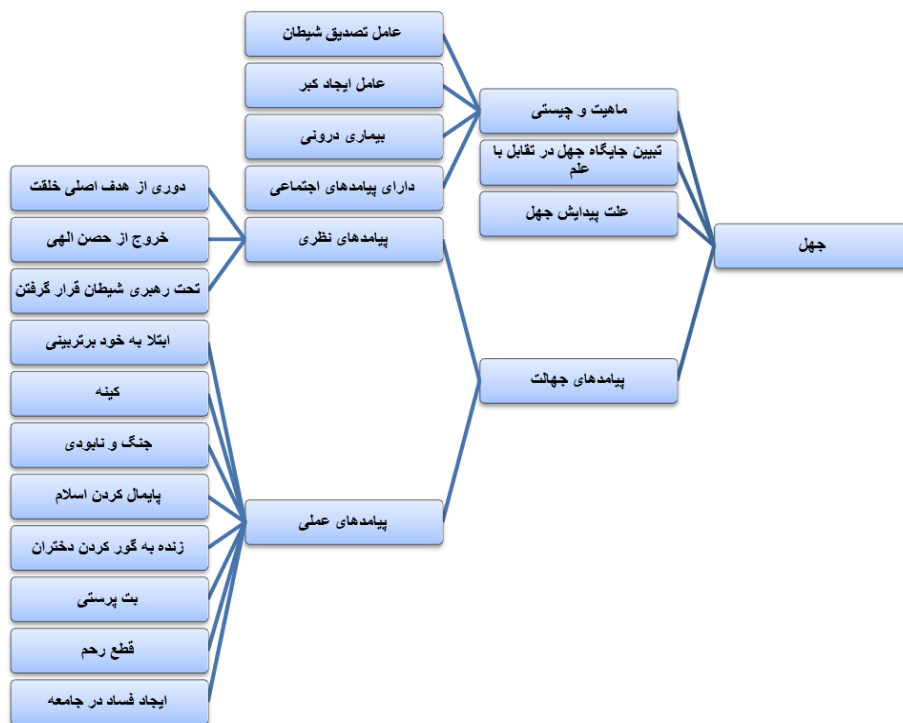 جهل
ماهیت و چیستی
عامل تصدیق شیطان
عامل ایجاد کبر
بیماری درونی
دارای پیامدهای اجتماعی
تبیین جایگاه جهل در تقابل با
علم
علت پیدایش جهل
پیامدهای جهالت
پیامدهای نظری
دوری از هدف اصلی خلقت
خروج از حصن الهی
تحت رهبری شیطان قرار گرفتن
پیامدهای عملی
ابتلا به خود برتربینی
کینه
جنگ و نابودی
پایمال کردن اسلام
زنده به گور کردن دختران
بت پرستی
قطع رحم
ایجاد فساد در جامعه